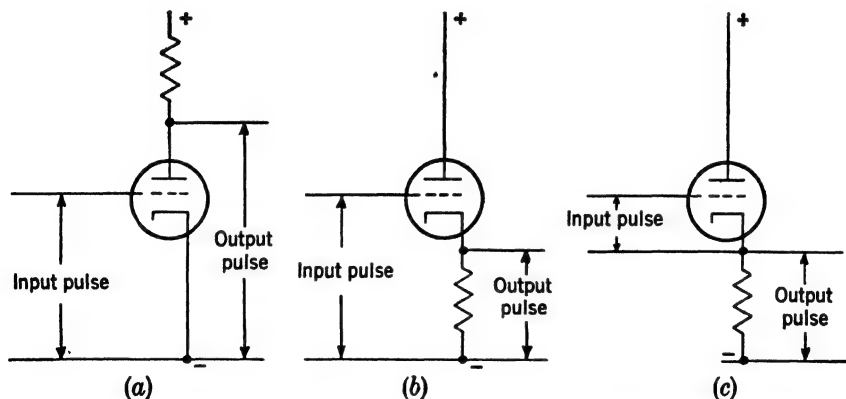 +
+
+
Output
pulse
Input pulse
−
(a)
Input pulse
Output
pulse
−
(b)
Input pulse
Output
pulse
−
(c)